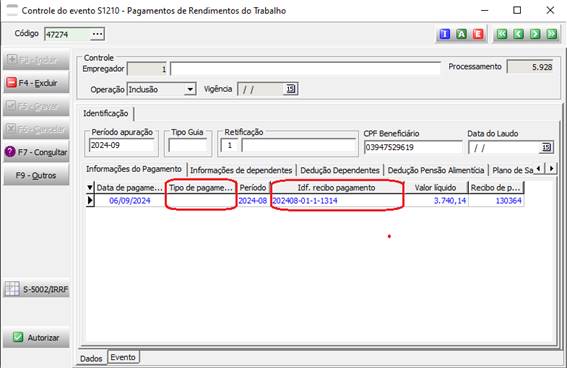 Controle do evento S1210 - Pagamentos de Rendimentos do Trabalho
Código 47274 ... I A E
F3 - Incluir
F4 - Excluir
F5 - Gravar
F6 - Cancelar
F7 - Consultar
F9 - Outros
S-5002/IRRF
Autorizar
Controle
Empregador 1 Processamento 5.928
Operação Inclusão Vigência / / 15
Identificação
Período apuração Tipo Guia Retificação CPF Beneficiário Data do Laudo
2024-09 1 03947529619 / / 15
Informações do Pagamento Informações de dependentes Dedução Dependentes Dedução Pensão Alimentícia Plano de Sa
Data de pagame... Tipo de pagame... Período Idf. recibo pagamento Valor líquido Recibo de p...
06/09/2024 2024-08 202408-01-1-1314 3.740,14 130364
Dados Evento